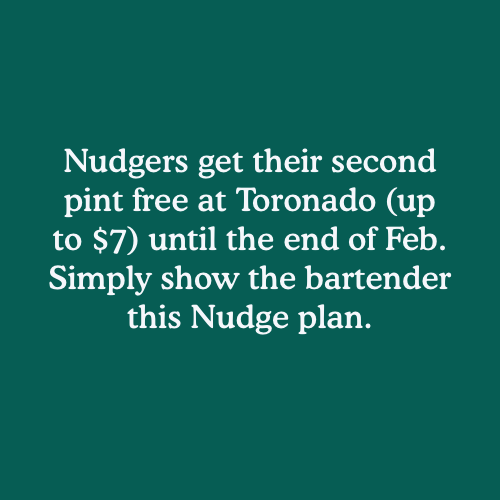 Nudgers get their second
pint free at Toronado (up
to $7) until the end of Feb.
Simply show the bartender
this Nudge plan.